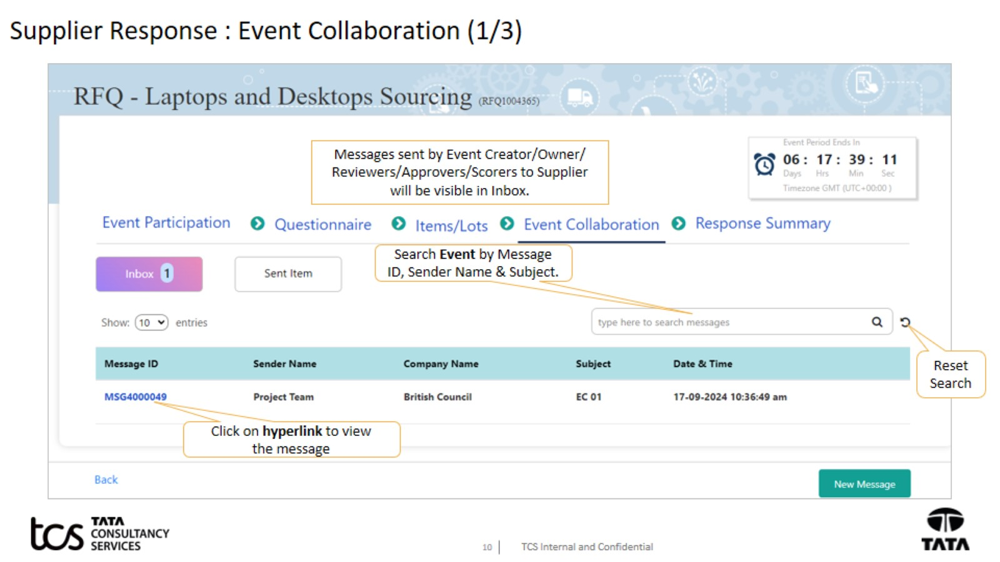 Supplier Response : Event Collaboration (1/3)
RFQ - Laptops and Desktops Sourcing (RFQ1004365)
Messages sent by Event Creator/Owner/
Reviewers/Approvers/Scorers to Supplier
will be visible in Inbox.
Event Period Ends In
06 : 17 : 39 : 11
Days Hrs Min Sec
Timezone GMT (UTC+00:00 )
Event Participation Questionnaire Items/Lots Event Collaboration Response Summary
Search Event by Message
ID, Sender Name & Subject.
Inbox 1 Sent Item
Show: 10 entries
type here to search messages
Reset
Search
Message ID Sender Name Company Name Subject Date & Time
MSG4000049 Project Team British Council EC 01 17-09-2024 10:36:49 am
Click on hyperlink to view
the message
Back
New Message
tcs TATA
CONSULTANCY
SERVICES
10 TCS Internal and Confidential
TATA